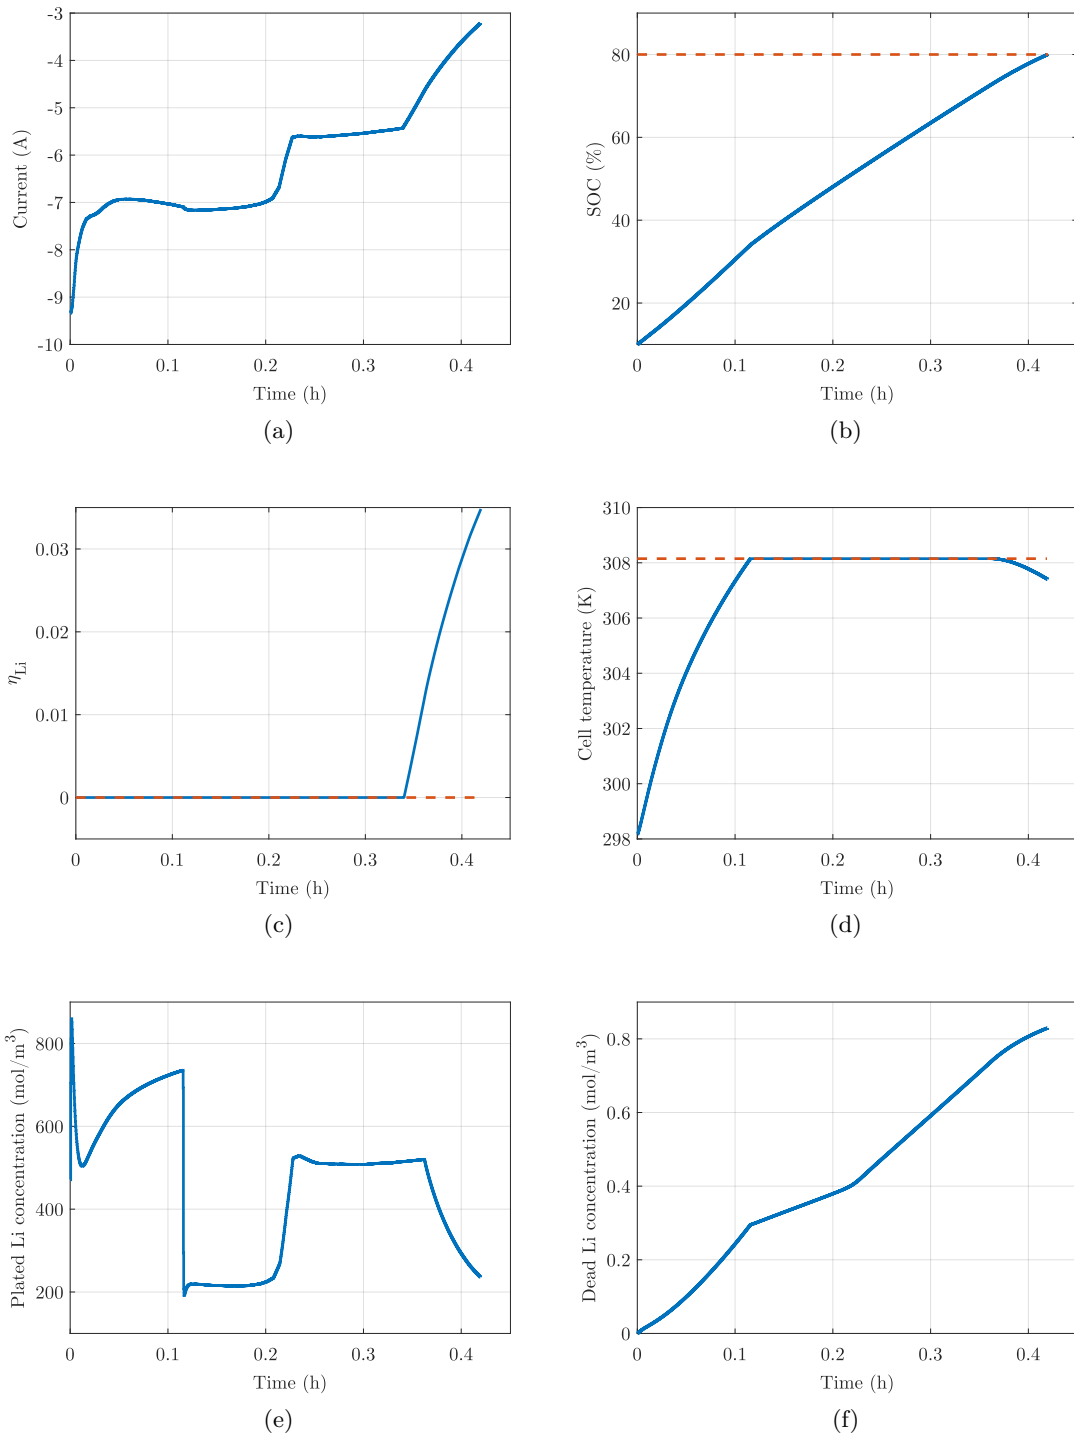 -3
-4
-5
-6
-7
-8
-9
-10
Current (A)
0 0.1 0.2 0.3 0.4
Time (h)
(a)
80
60
40
20
SOC (%)
0 0.1 0.2 0.3 0.4
Time (h)
(b)
0.03
0.02
0.01
0
ηLi
0 0.1 0.2 0.3 0.4
Time (h)
(c)
310
308
306
304
302
300
298
Cell temperature (K)
0 0.1 0.2 0.3 0.4
Time (h)
(d)
800
600
400
200
Plated Li concentration (mol/m³)
0 0.1 0.2 0.3 0.4
Time (h)
(e)
0.8
0.6
0.4
0.2
0
Dead Li concentration (mol/m³)
0 0.1 0.2 0.3 0.4
Time (h)
(f)